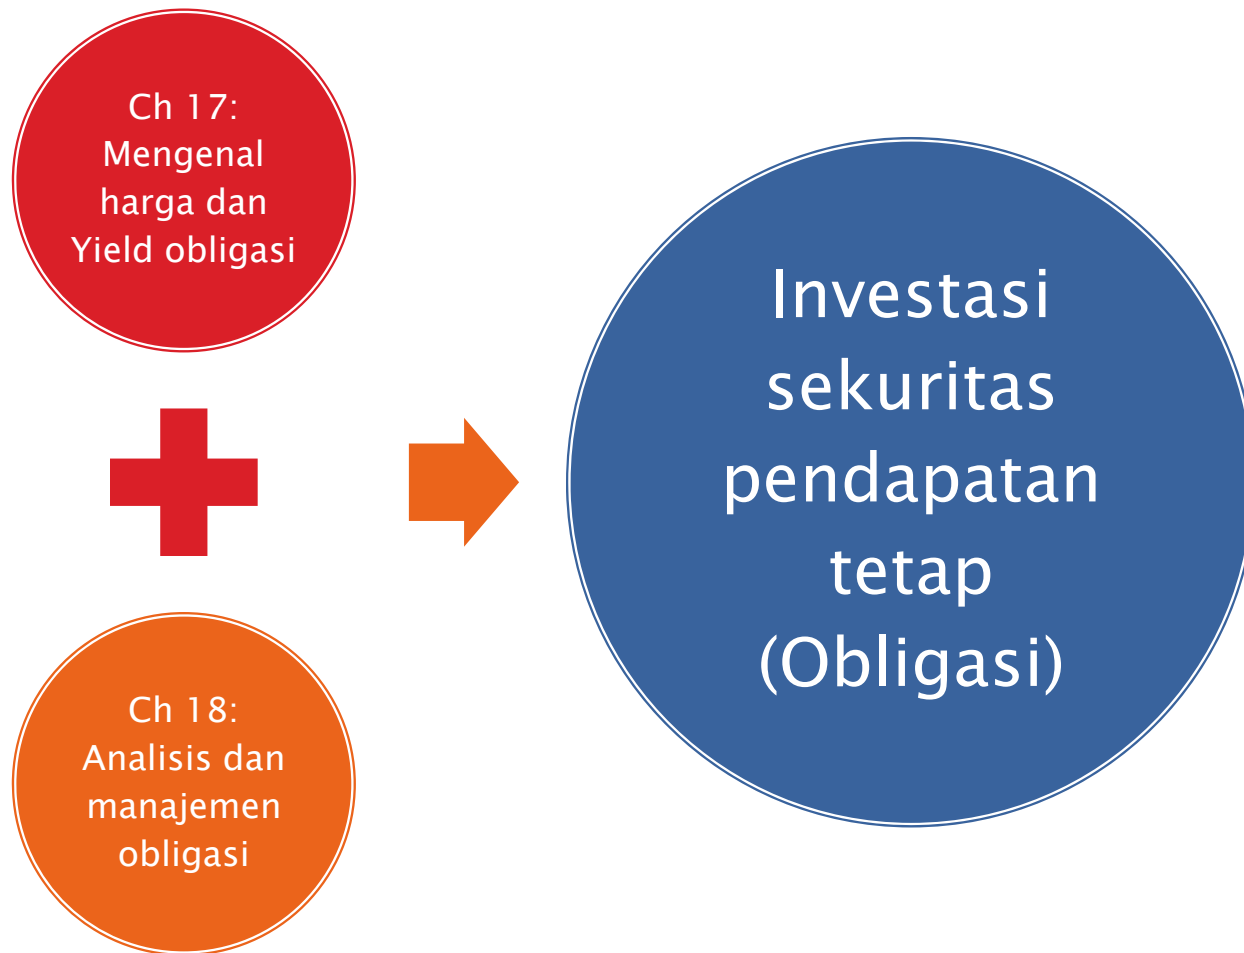 Ch 17:
Mengenal
harga dan
Yield obligasi
Ch 18:
Analisis dan
manajemen
obligasi
Investasi
sekuritas
pendapatan
tetap
(Obligasi)